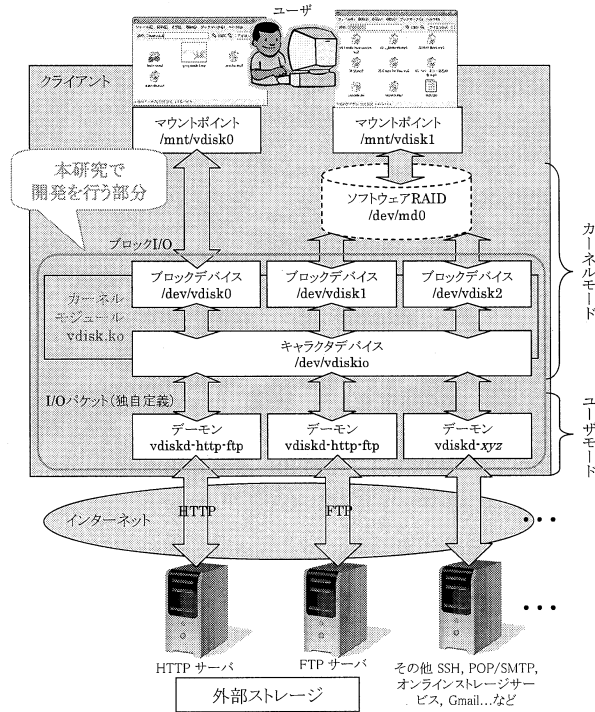 ユーザ
クライアント
マウントポイント
/mnt/vdisk0
マウントポイント
/mnt/vdisk1
本研究で
開発を行う部分
ソフトウェアRAID
/dev/md0
カーネルモード
ブロックI/O
ブロックデバイス
/dev/vdisk0
ブロックデバイス
/dev/vdisk1
ブロックデバイス
/dev/vdisk2
カーネル
モジュール
vdisk.ko
キャラクタデバイス
/dev/vdiskio
I/Oパケット(独自定義)
デーモン
vdiskd-http-ftp
デーモン
vdiskd-http-ftp
デーモン
vdiskd-xyz
ユーザモード
インターネット
HTTP
FTP
・・・
HTTP サーバ
FTP サーバ
その他 SSH, POP/SMTP,
オンラインストレージサー
ビス, Gmail…など
・・・
外部ストレージ